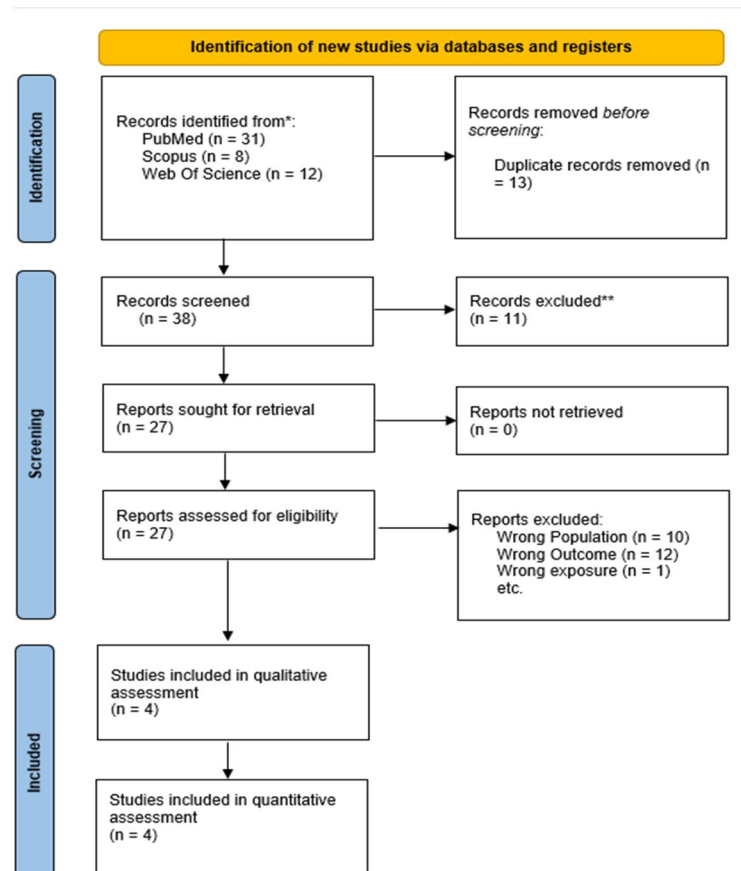 Identification of new studies via databases and registers
Identification
Records identified from*:
PubMed (n = 31)
Scopus (n = 8)
Web Of Science (n = 12)
Records removed before
screening:
Duplicate records removed (n
= 13)
Screening
Records screened
(n = 38)
Records excluded**
(n = 11)
Reports sought for retrieval
(n = 27)
Reports not retrieved
(n = 0)
Reports assessed for eligibility
(n = 27)
Reports excluded:
Wrong Population (n = 10)
Wrong Outcome (n = 12)
Wrong exposure (n = 1)
etc.
Included
Studies included in qualitative
assessment
(n = 4)
Studies included in quantitative
assessment
(n = 4)